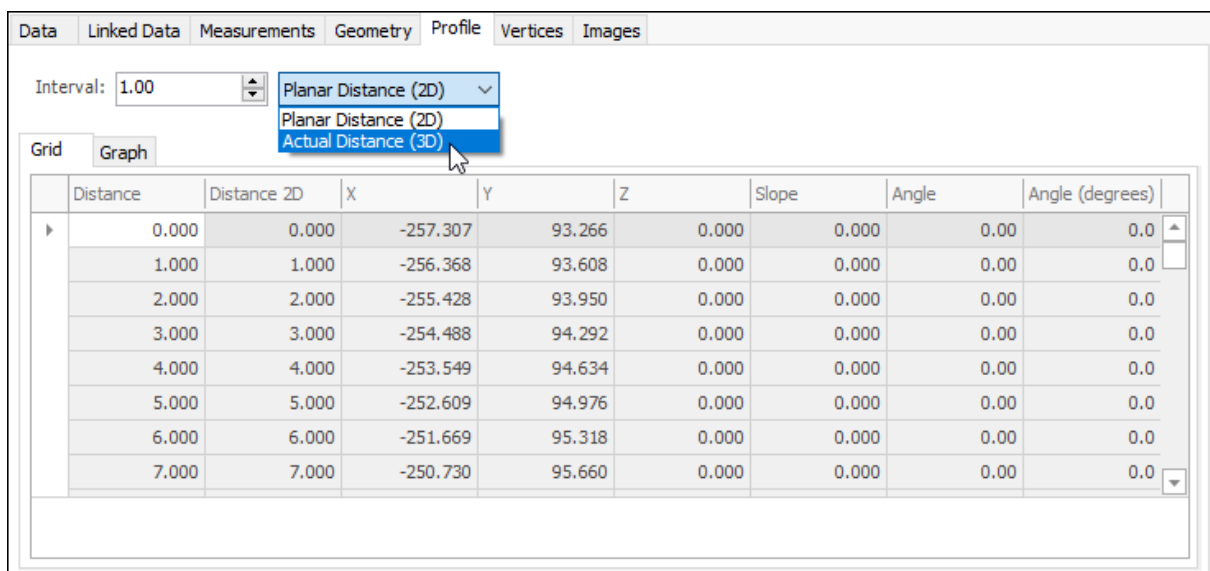 Data Linked Data Measurements Geometry Profile Vertices Images
Interval: 1.00 Planar Distance (2D)
Planar Distance (2D)
Actual Distance (3D)
Grid Graph
Distance Distance 2D X Y Z Slope Angle Angle (degrees)
0.000 0.000 -257.307 93.266 0.000 0.000 0.00 0.0
1.000 1.000 -256.368 93.608 0.000 0.000 0.00 0.0
2.000 2.000 -255.428 93.950 0.000 0.000 0.00 0.0
3.000 3.000 -254.488 94.292 0.000 0.000 0.00 0.0
4.000 4.000 -253.549 94.634 0.000 0.000 0.00 0.0
5.000 5.000 -252.609 94.976 0.000 0.000 0.00 0.0
6.000 6.000 -251.669 95.318 0.000 0.000 0.00 0.0
7.000 7.000 -250.730 95.660 0.000 0.000 0.00 0.0